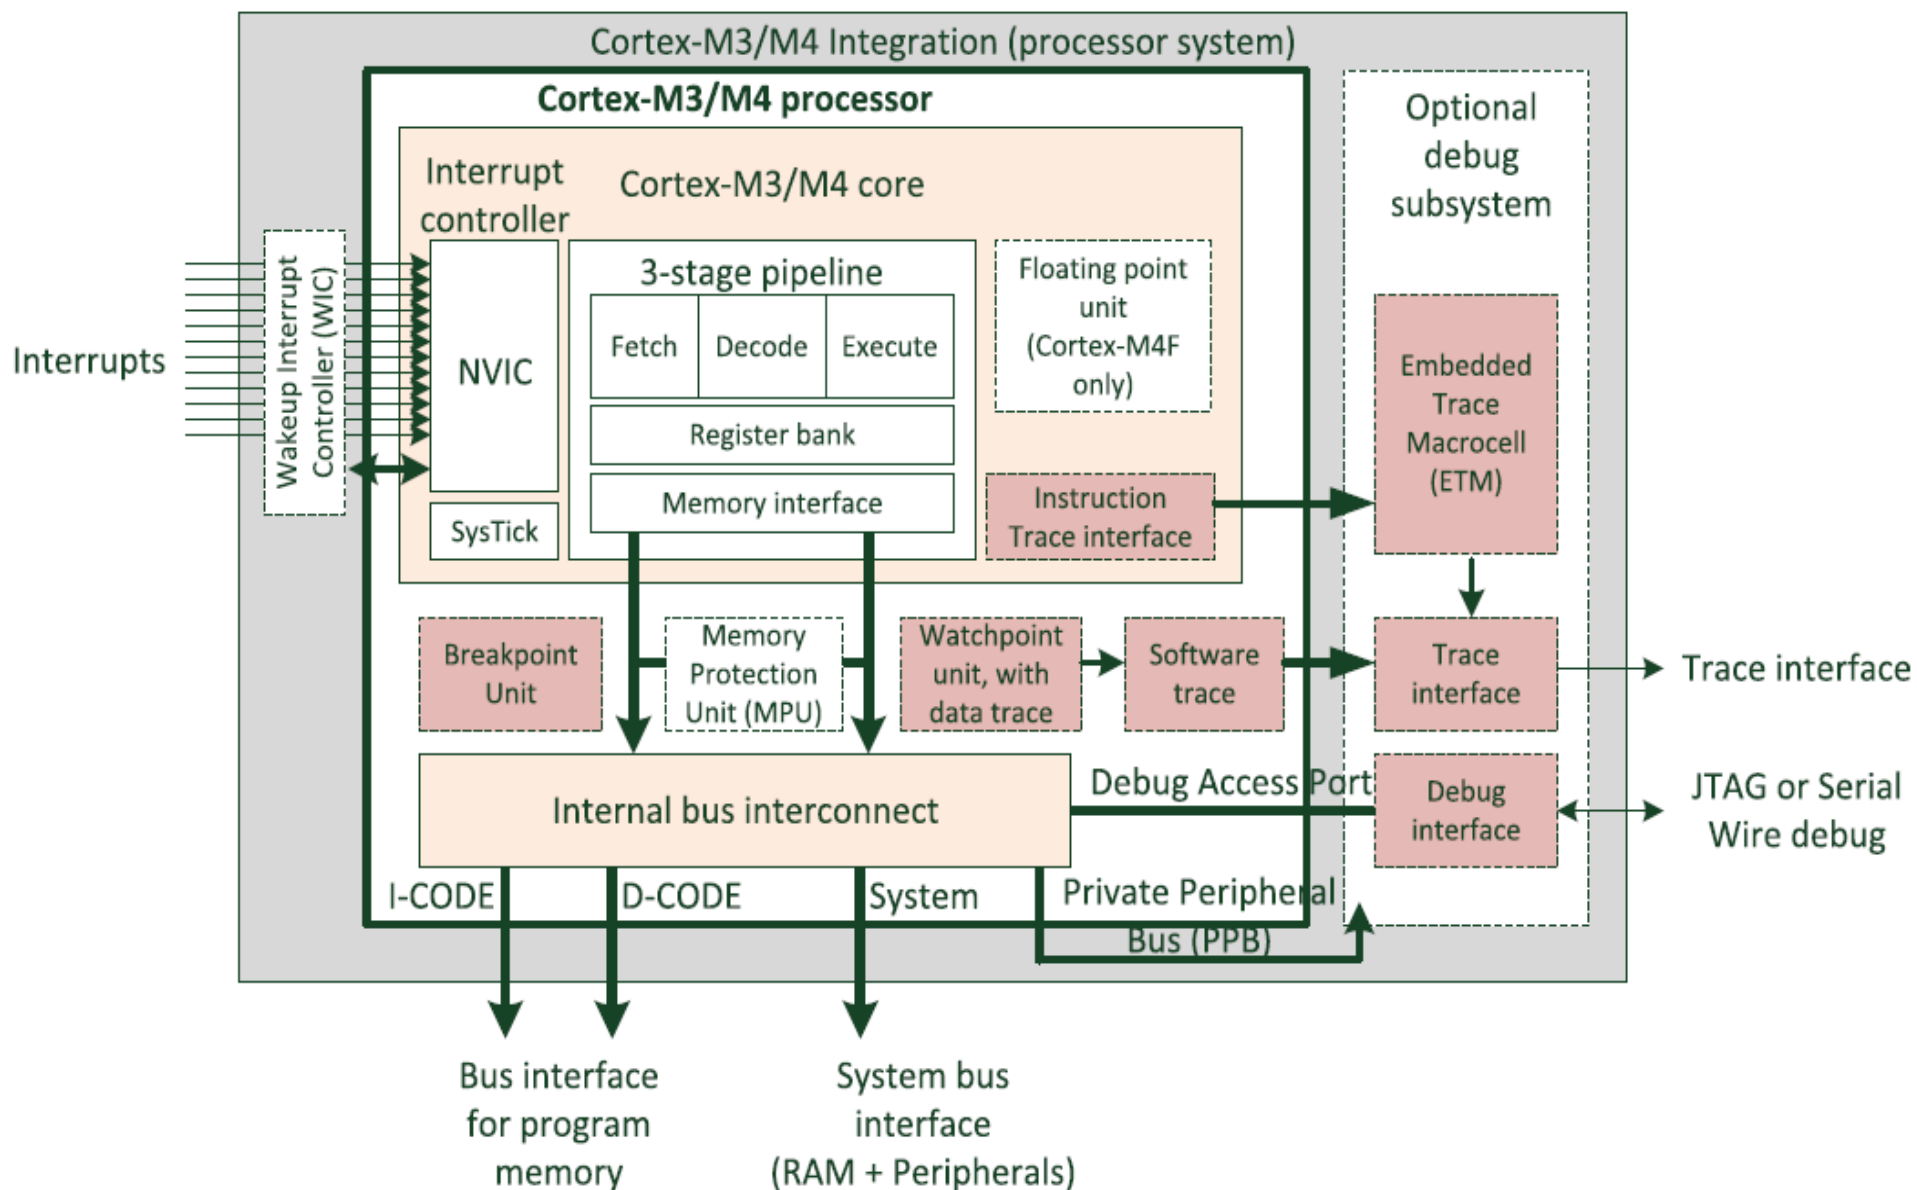 Cortex-M3/M4 Integration (processor system)
Cortex-M3/M4 processor
Optional
debug
subsystem
Interrupt
controller
Cortex-M3/M4 core
Interrupts
Wakeup Interrupt
Controller (WIC)
NVIC
SysTick
3-stage pipeline
Fetch
Decode
Execute
Register bank
Memory interface
Floating point
unit
(Cortex-M4F
only)
Instruction
Trace interface
Embedded
Trace
Macrocell
(ETM)
Breakpoint
Unit
Memory
Protection
Unit (MPU)
Watchpoint
unit, with
data trace
Software
trace
Trace
interface
Trace interface
Internal bus interconnect
Debug Access Port
Debug
interface
JTAG or Serial
Wire debug
I-CODE
D-CODE
System
Private Peripheral
Bus (PPB)
Bus interface
for program
memory
System bus
interface
(RAM + Peripherals)